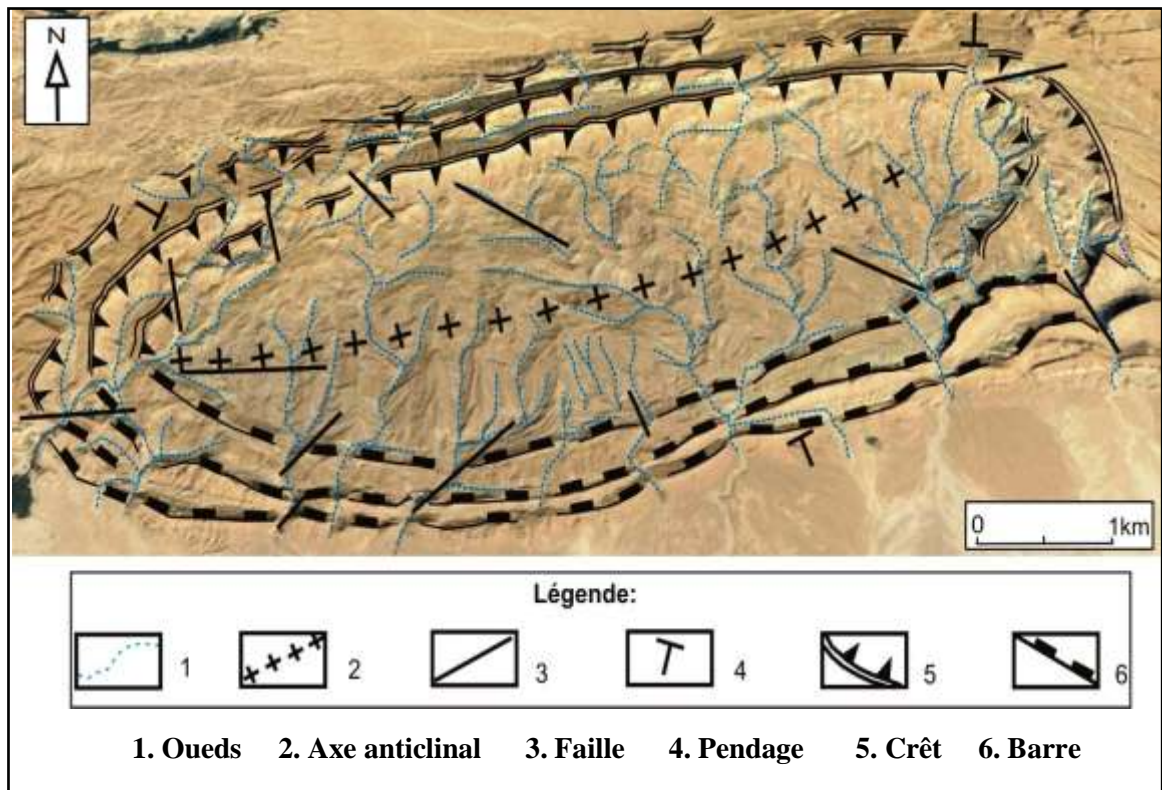 N
0 1km
Légende:
1 2 3 4 5 6
1. Oueds 2. Axe anticlinal 3. Faille 4. Pendage 5. Crêt 6. Barre